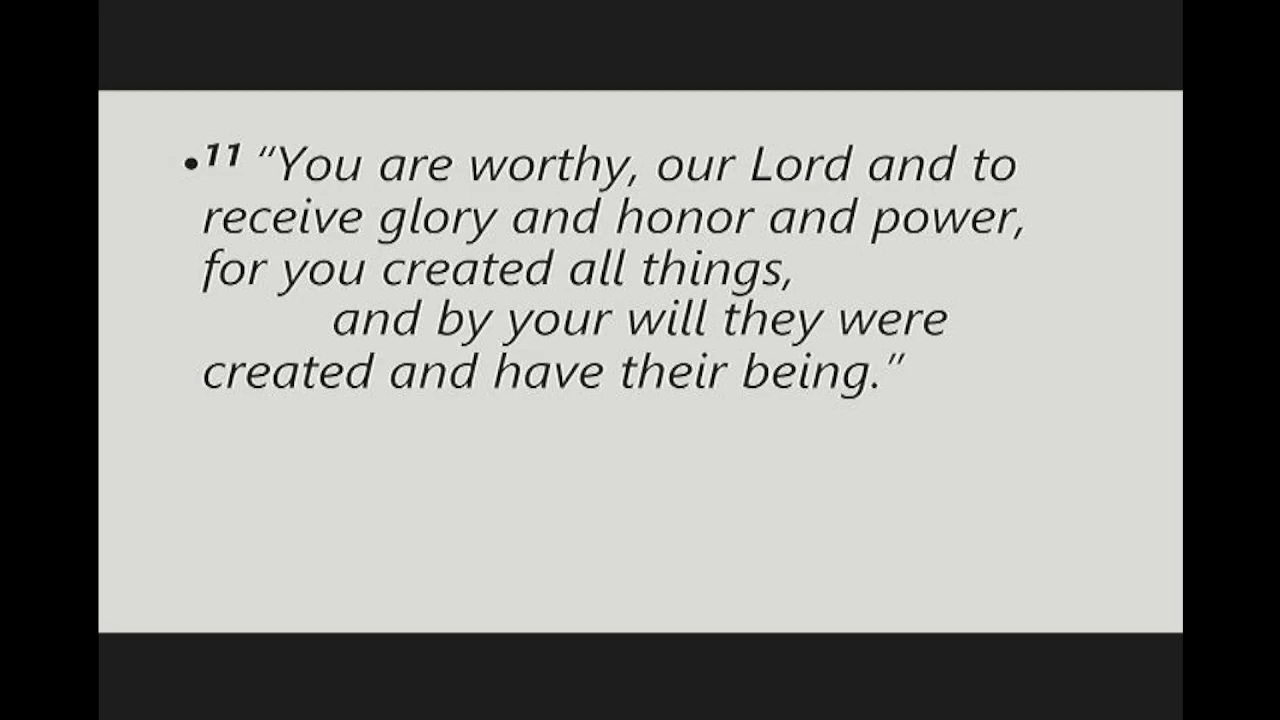 •11 “You are worthy, our Lord and to
receive glory and honor and power,
for you created all things,
and by your will they were
created and have their being.”